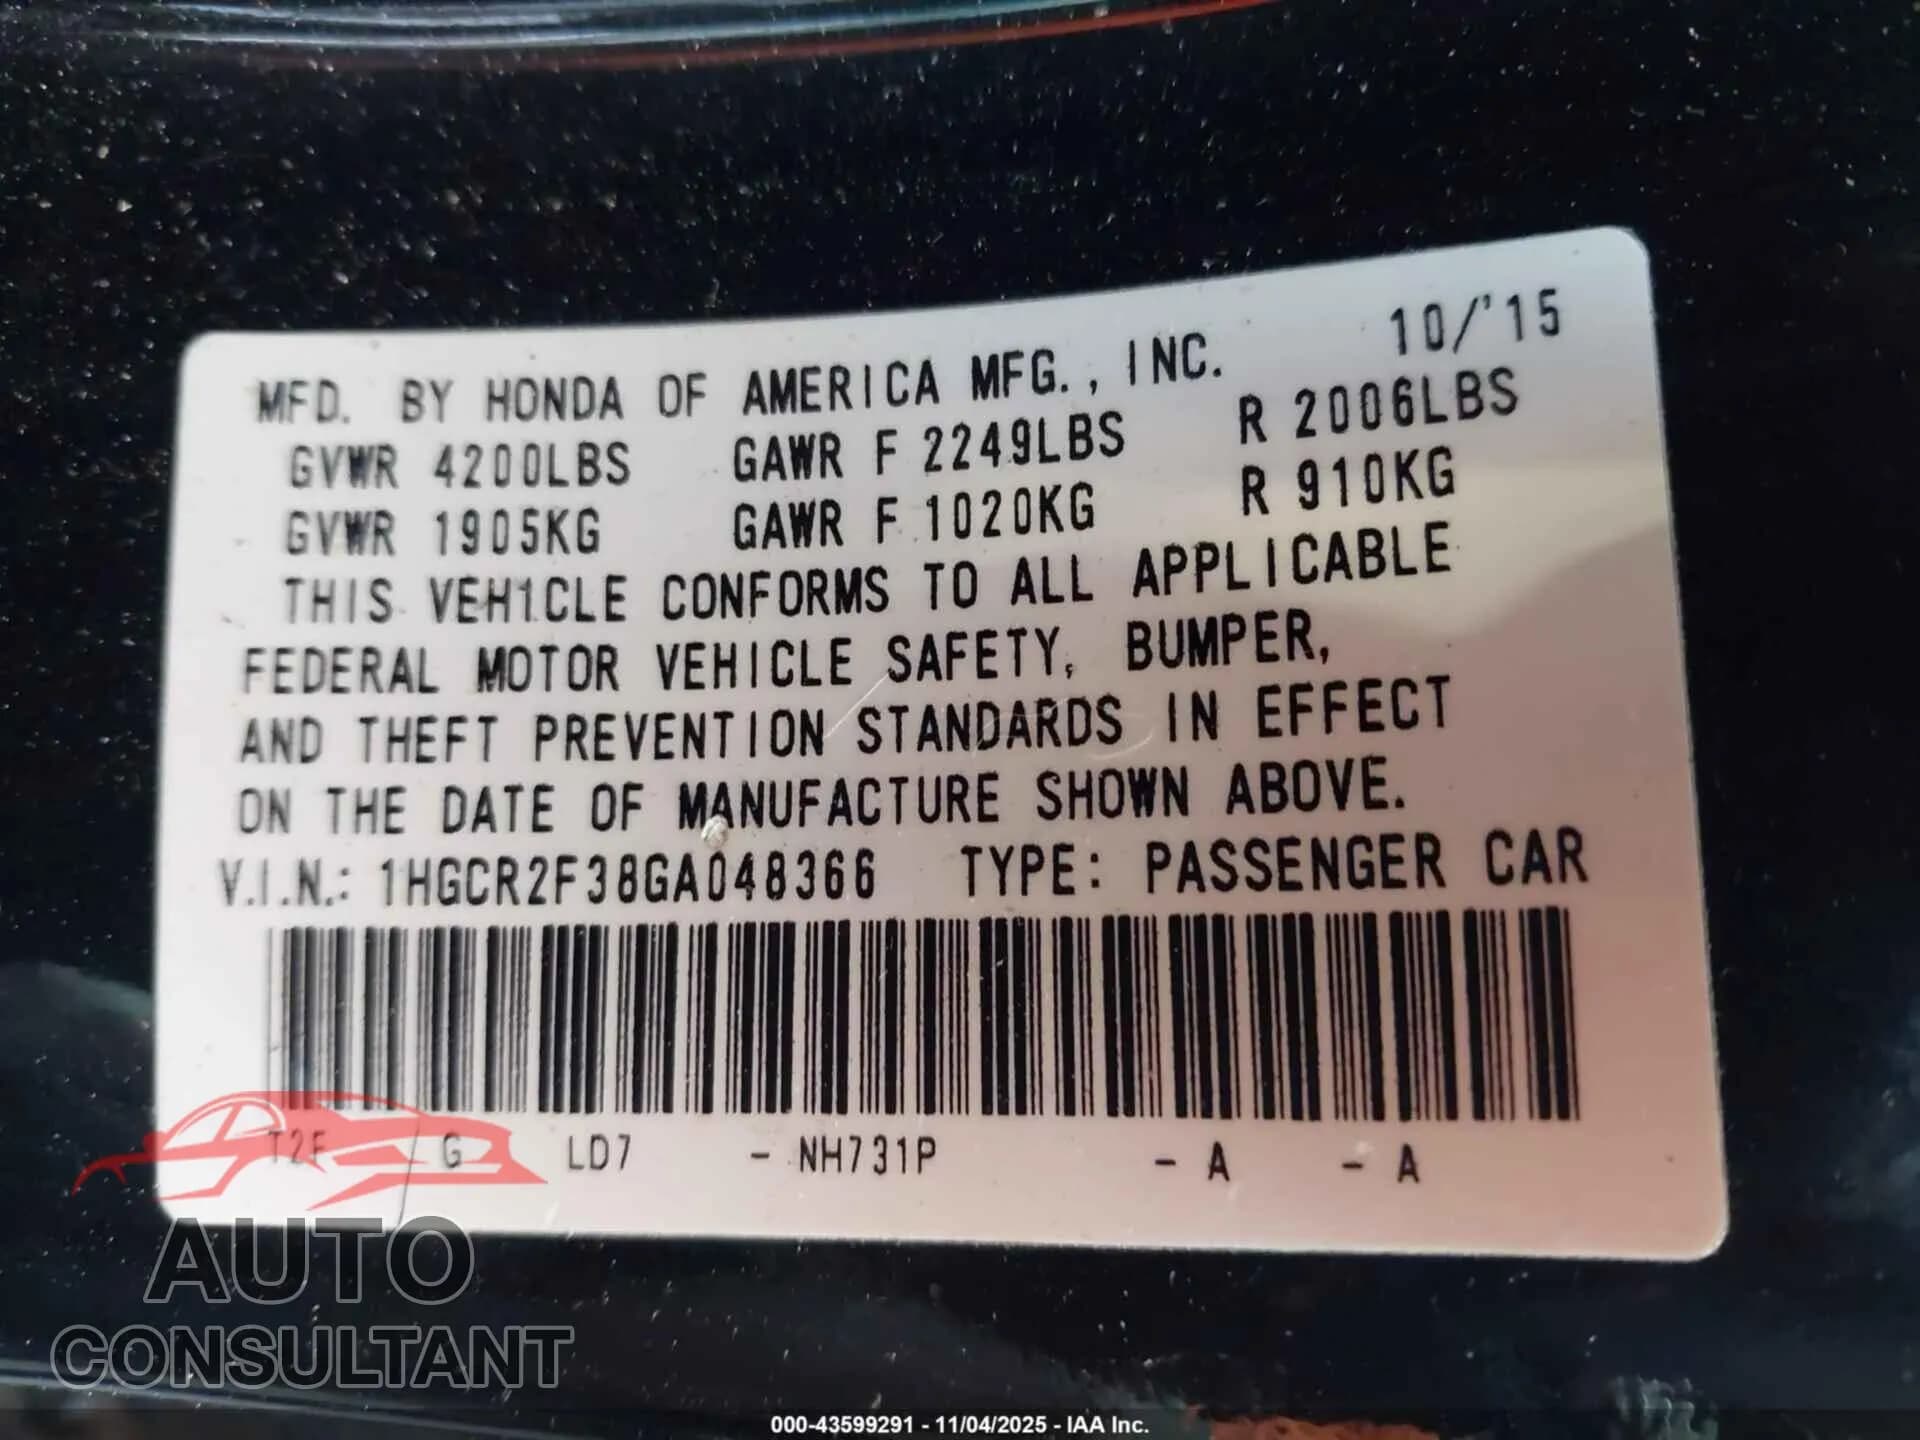 MFD. BY HONDA OF AMERICA MFG., INC. 10/'15
GVWR 4200LBS GAWR F 2249LBS R 2006LBS
GVWR 1905KG GAWR F 1020KG R 910KG
THIS VEHICLE CONFORMS TO ALL APPLICABLE
FEDERAL MOTOR VEHICLE SAFETY, BUMPER,
AND THEFT PREVENTION STANDARDS IN EFFECT
ON THE DATE OF MANUFACTURE SHOWN ABOVE.
V.I.N.: 1HGCR2F38GA048366 TYPE: PASSENGER CAR
T2F G LD7 - NH731P - A - A
AUTO
CONSULTANT
000-43599291 - 11/04/2025 - IAA Inc.